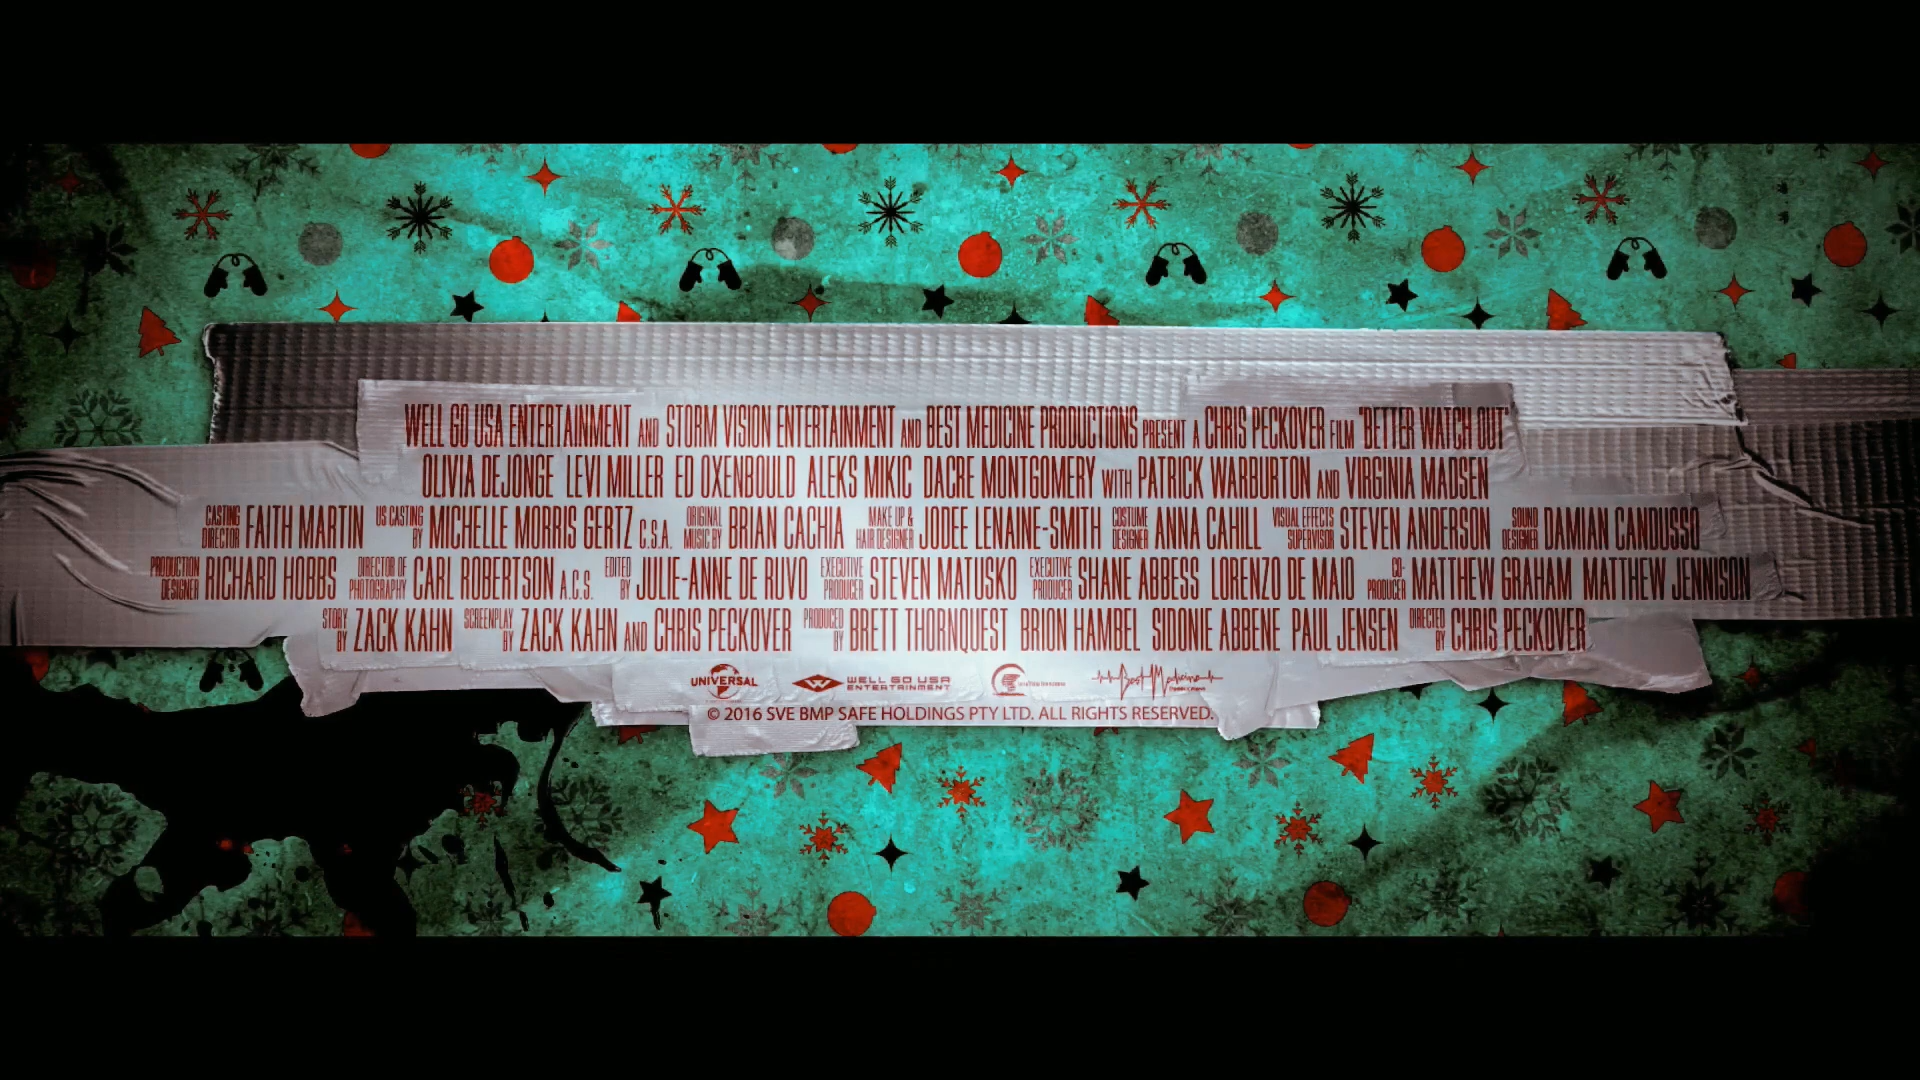 WELL GO USA ENTERTAINMENT AND STORM VISION ENTERTAINMENT AND BEST MEDICINE PRODUCTIONS PRESENT A CHRIS PECKOVER FILM "BETTER WATCH OUT"
OLIVIA DEJONGE LEVI MILLER ED OXENBOULD ALEKS MIKIC DACRE MONTGOMERY WITH PATRICK WARBURTON AND VIRGINIA MADSEN
CASTING DIRECTOR FAITH MARTIN US CASTING BY MICHELLE MORRIS GERTZ C.S.A. ORIGINAL MUSIC BY BRIAN CACHIA MAKE UP & HAIR DESIGNER JODEE LENAINE-SMITH COSTUME DESIGNER ANNA CAHILL VISUAL EFFECTS SUPERVISOR STEVEN ANDERSON SOUND DESIGNER DAMIAN CANDUSSO
PRODUCTION DESIGNER RICHARD HOBBS DIRECTOR OF PHOTOGRAPHY CARL ROBERTSON A.C.S. EDITED BY JULIE-ANNE DE RUVO EXECUTIVE PRODUCER STEVEN MATUSKO EXECUTIVE PRODUCER SHANE ABBESS LORENZO DE MAIO CO-PRODUCER MATTHEW GRAHAM MATTHEW JENNISON
STORY BY ZACK KAHN SCREENPLAY BY ZACK KAHN AND CHRIS PECKOVER PRODUCED BY BRETT THORNQUEST BRION HAMBEL SIDONIE ABBENE PAUL JENSEN DIRECTED BY CHRIS PECKOVER
UNIVERSAL WELL GO USA ENTERTAINMENT Best Medicine
© 2016 SVE BMP SAFE HOLDINGS PTY LTD. ALL RIGHTS RESERVED.